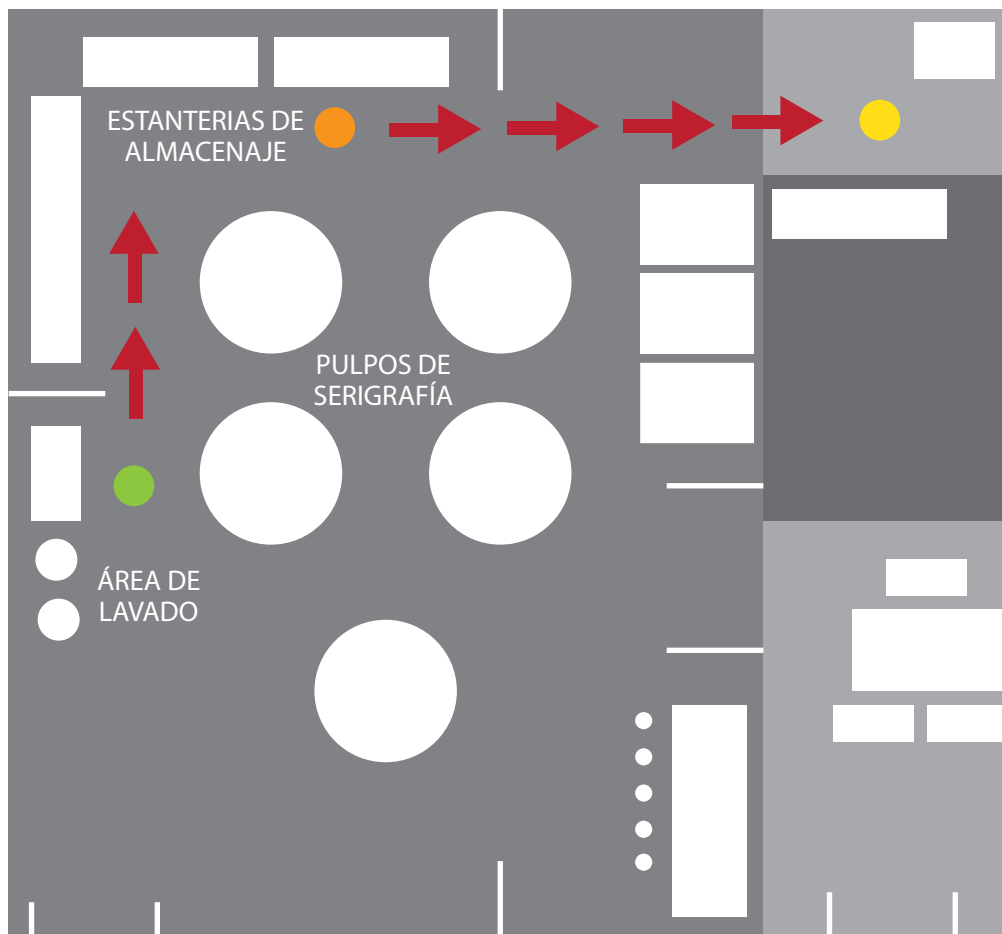 ESTANTERIAS DE
ALMACENAJE
PULPOS DE
SERIGRAFÍA
ÁREA DE
LAVADO